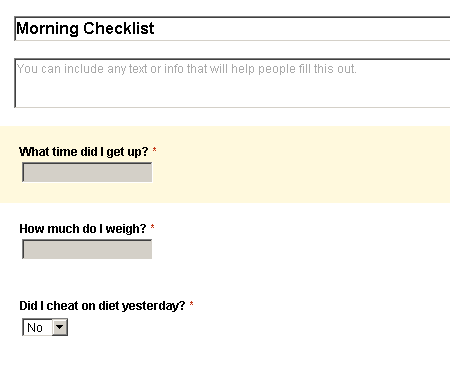 Morning Checklist
You can include any text or info that will help people fill this out.
What time did I get up? *
How much do I weigh? *
Did I cheat on diet yesterday? *
No